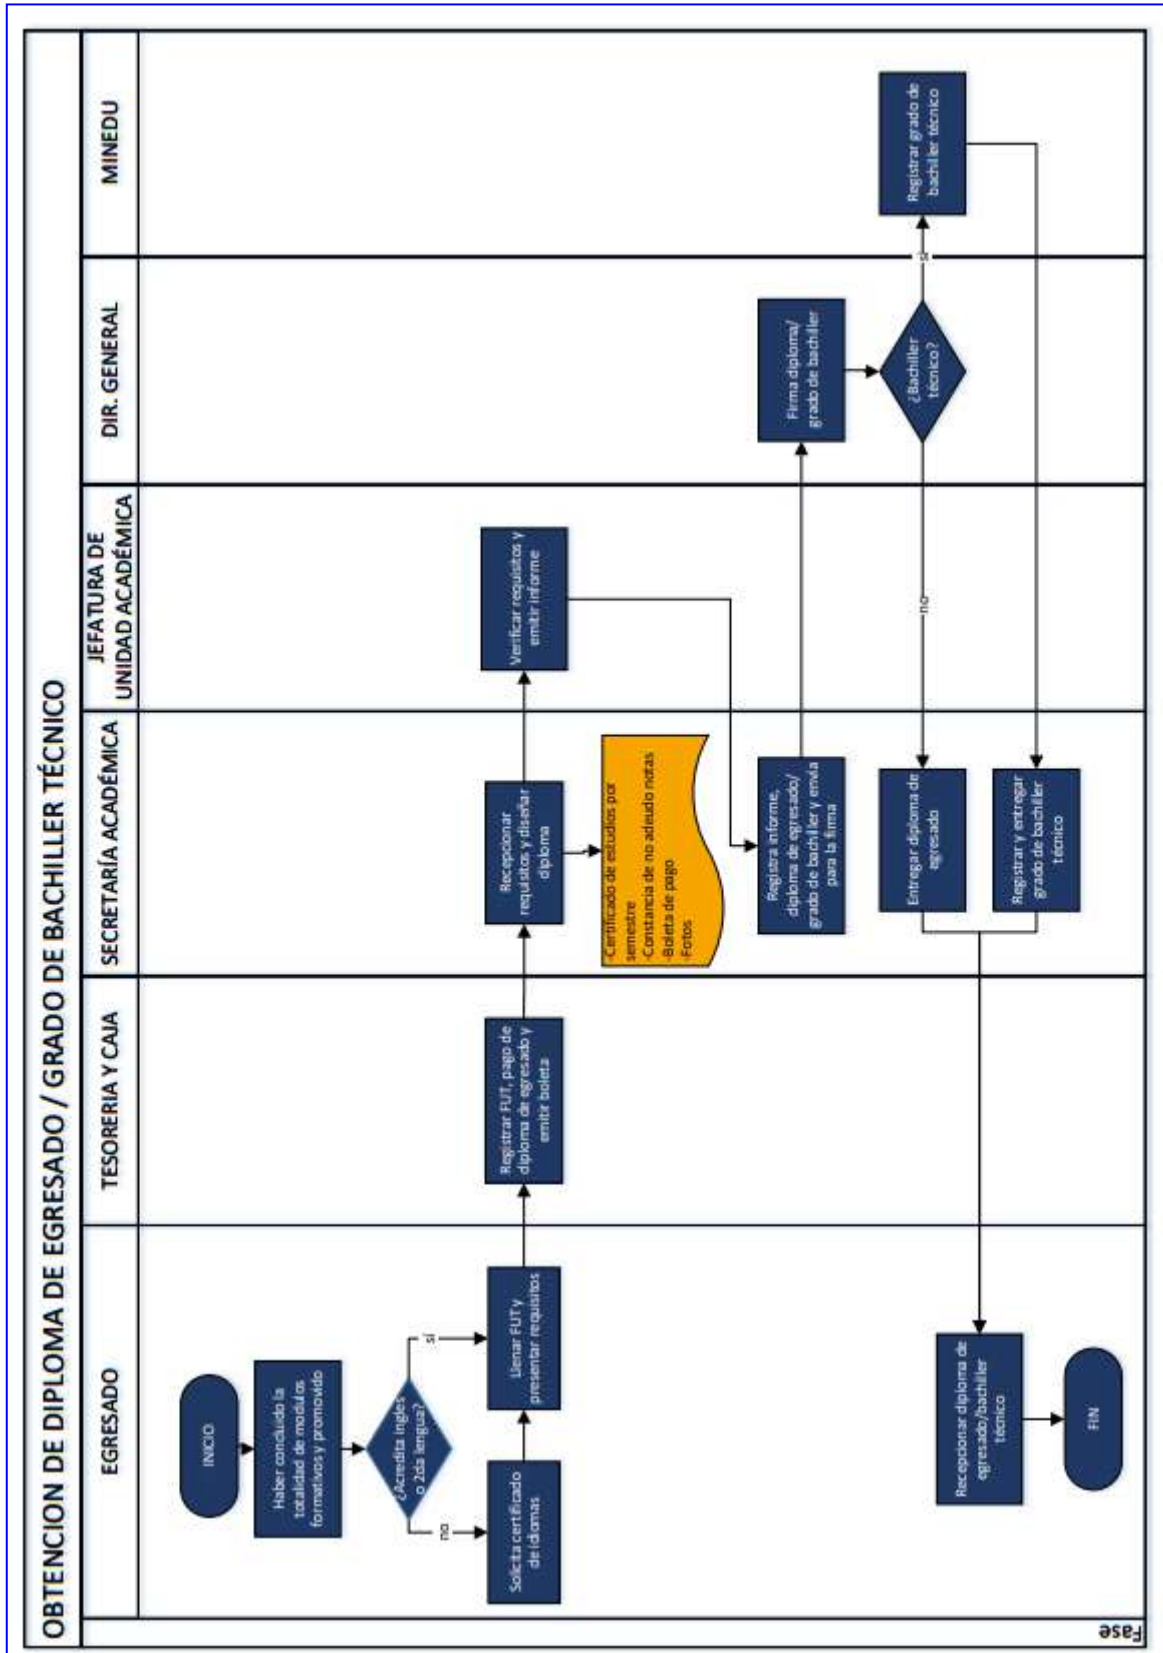 OBTENCION DE DIPLOMA DE EGRESADO / GRADO DE BACHILLER TÉCNICO
EGRESADO
TESORERIA Y CAJA
SECRETARÍA ACADÉMICA
JEFATURA DE
UNIDAD ACADÉMICA
DIR. GENERAL
MINEDU
INICIO
Haber concluido la
totalidad de modulos
formativos y promovido
¿Acredita ingles
o 2da lengua?
no
sí
Solicita certificado
de idiomas
Llenar FUT y
presentar requisitos
Registrar FUT, pago de
diploma de egresado y
emitir boleta
Recepcionar
requisitos y diseñar
diploma
Verificar requisitos y
emitir informe
-Certificado de estudios por
semestre
-Constancia de no adeudo notas
-Boleta de pago
-Fotos
Registra informe,
diploma de egresado/
grado de bachiller y envía
para la firma
Firma diploma/
grado de bachiller
¿Bachiller
técnico?
no
sí
Registrar grado de
bachiller técnico
Entregar diploma de
egresado
Registrar y entregar
grado de bachiller
técnico
Recepcionar diploma de
egresado/bachiller
técnico
FIN
Fase